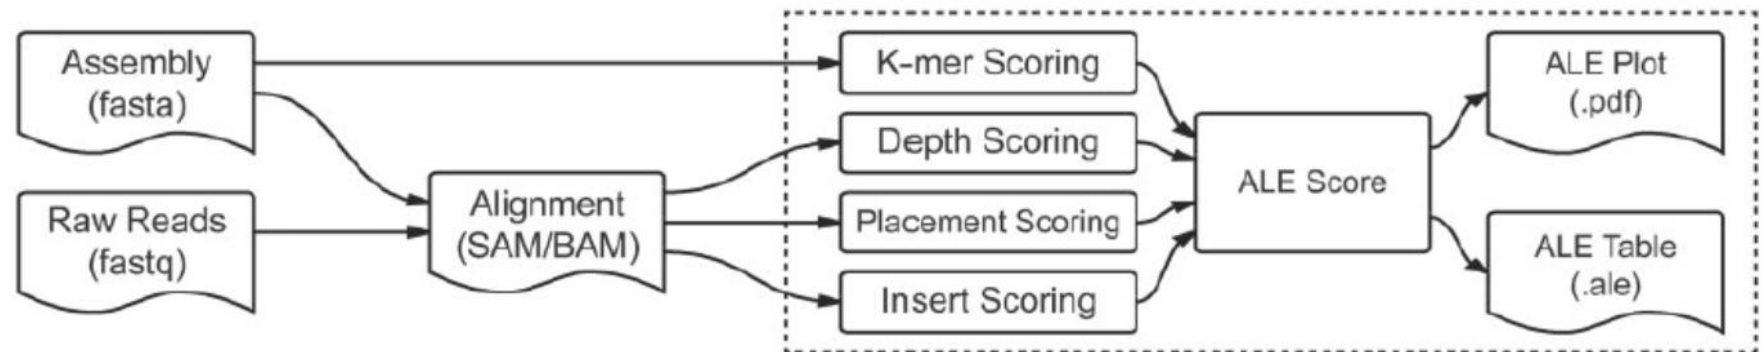 Assembly
(fasta)
Raw Reads
(fastq)
Alignment
(SAM/BAM)
K-mer Scoring
Depth Scoring
Placement Scoring
Insert Scoring
ALE Score
ALE Plot
(.pdf)
ALE Table
(.ale)